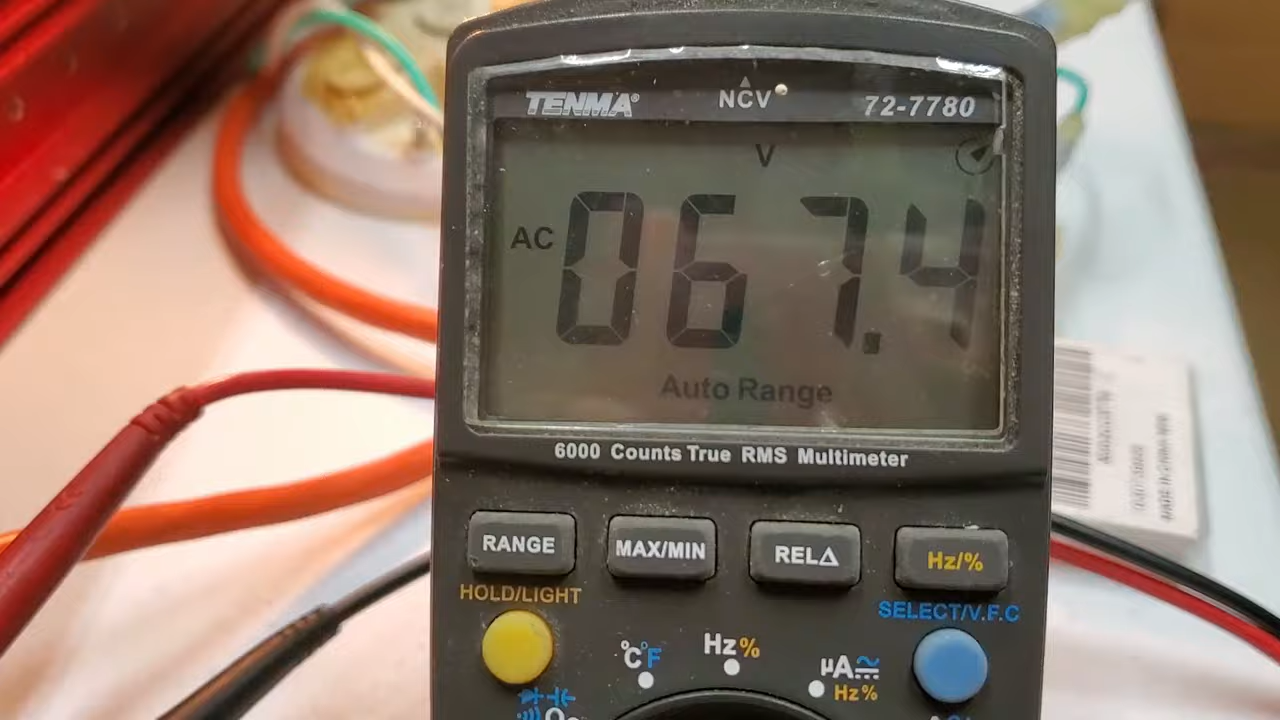 TENMA® NCV 72-7780
V
AC 067.4
Auto Range
6000 Counts True RMS Multimeter
RANGE MAX/MIN REL∆ Hz/%
HOLD/LIGHT SELECT/V.F.C
°C°F Hz% µA
Hz%